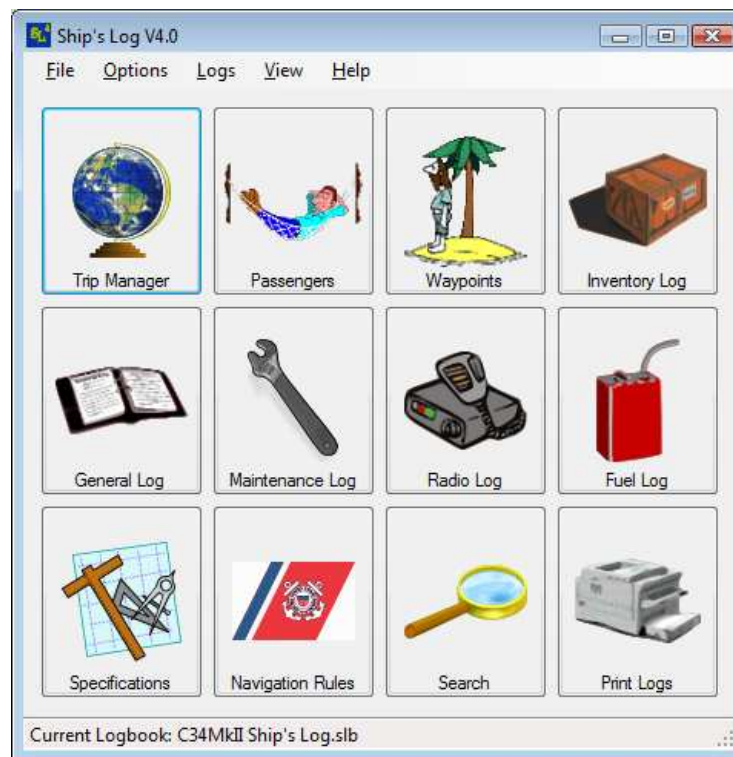 Ship's Log V4.0
File Options Logs View Help
Trip Manager Passengers Waypoints Inventory Log
General Log Maintenance Log Radio Log Fuel Log
Specifications Navigation Rules Search Print Logs
Current Logbook: C34MkII Ship's Log.slb